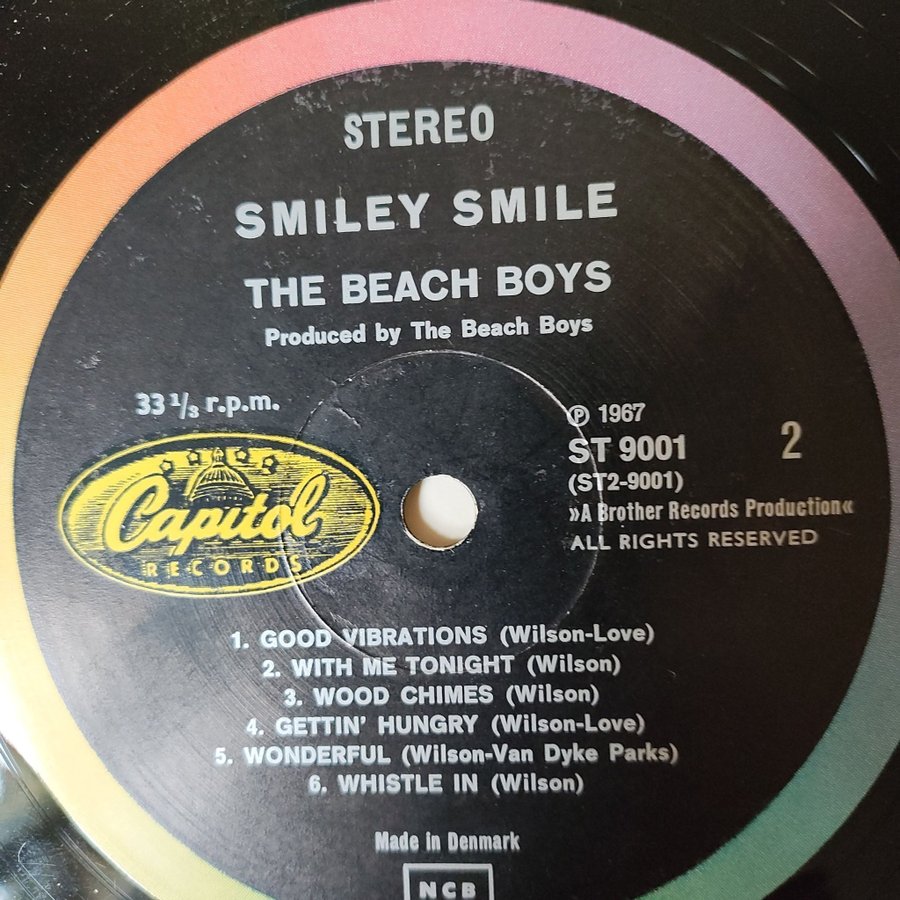 STEREO
SMILEY SMILE
THE BEACH BOYS
Produced by The Beach Boys
33 1/3 r.p.m.
Ⓟ 1967
ST 9001
2
(ST2-9001)
»A Brother Records Production«
ALL RIGHTS RESERVED
Capitol
RECORDS
1. GOOD VIBRATIONS (Wilson-Love)
2. WITH ME TONIGHT (Wilson)
3. WOOD CHIMES (Wilson)
4. GETTIN' HUNGRY (Wilson-Love)
5. WONDERFUL (Wilson-Van Dyke Parks)
6. WHISTLE IN (Wilson)
Made in Denmark
NCB